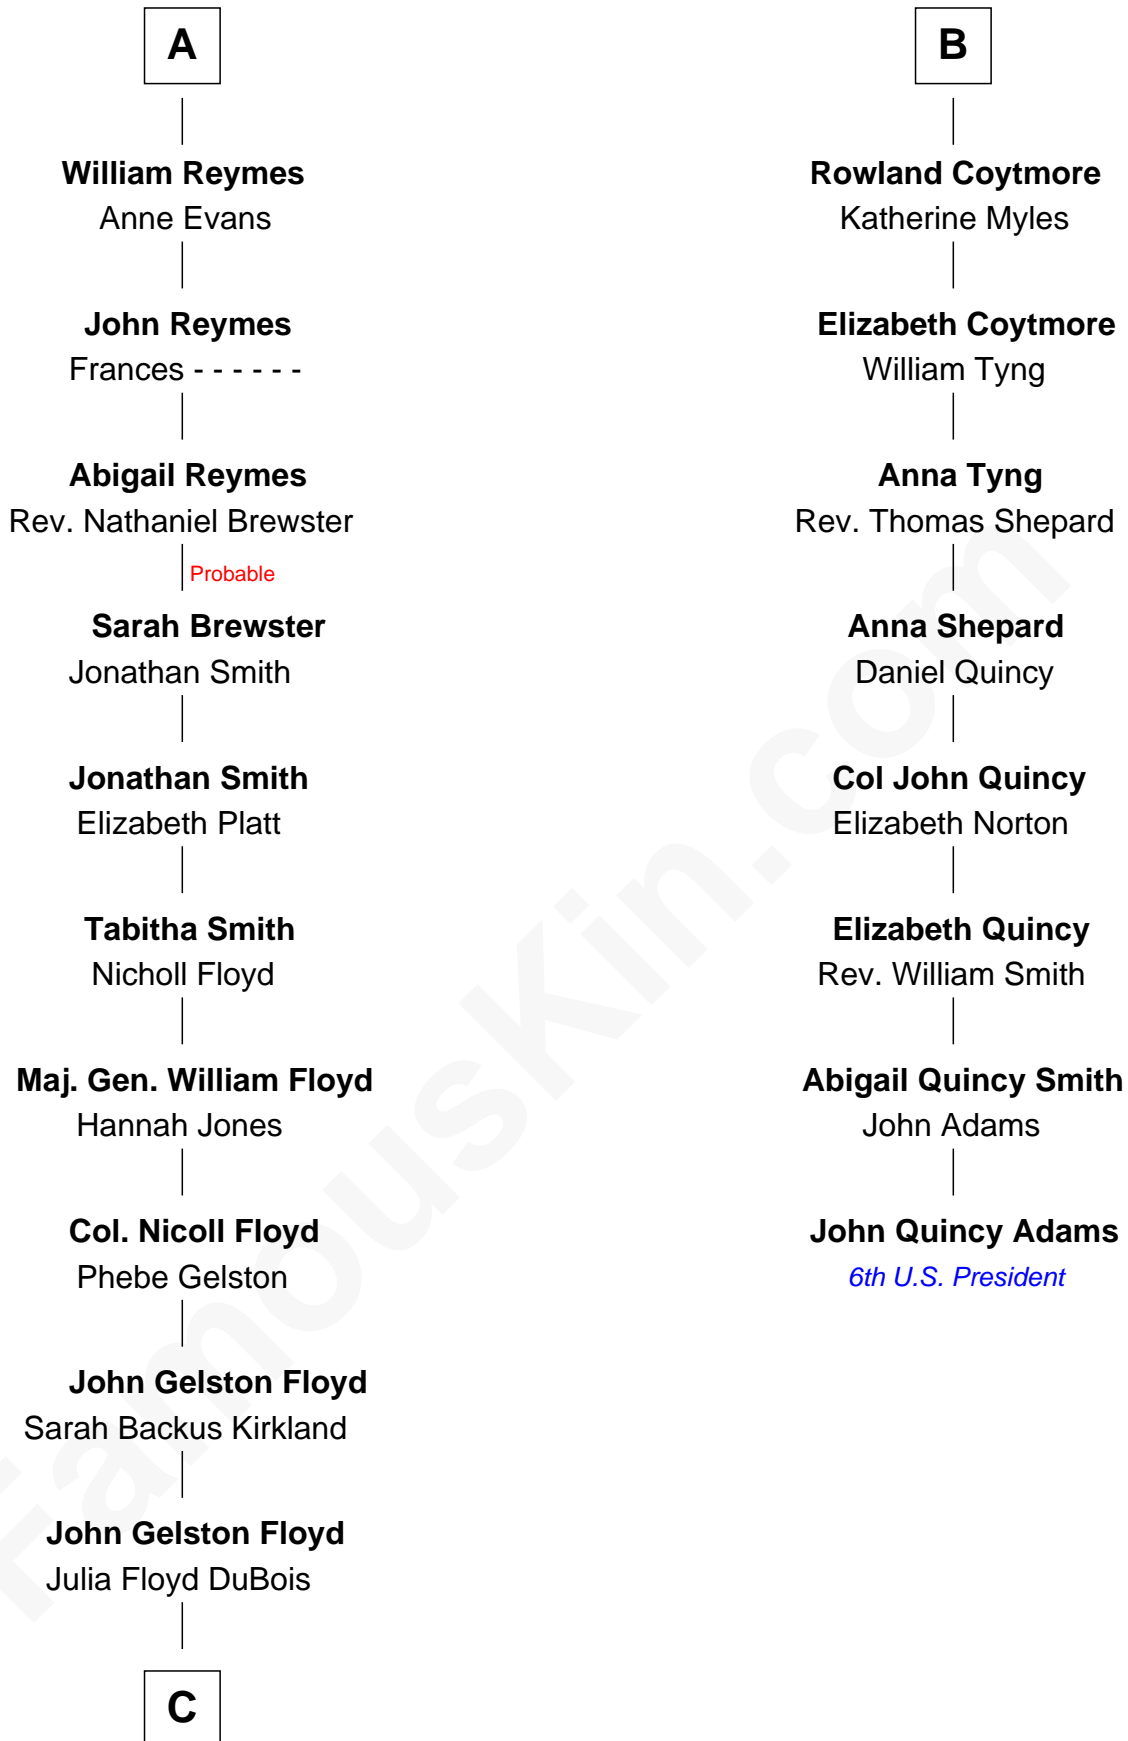 A
William Reymes
Anne Evans
John Reymes
Frances - - - - - -
Abigail Reymes
Rev. Nathaniel Brewster
Probable
Sarah Brewster
Jonathan Smith
Jonathan Smith
Elizabeth Platt
Tabitha Smith
Nicholl Floyd
Maj. Gen. William Floyd
Hannah Jones
Col. Nicoll Floyd
Phebe Gelston
John Gelston Floyd
Sarah Backus Kirkland
John Gelston Floyd
Julia Floyd DuBois
C
B
Rowland Coytmore
Katherine Myles
Elizabeth Coytmore
William Tyng
Anna Tyng
Rev. Thomas Shepard
Anna Shepard
Daniel Quincy
Col John Quincy
Elizabeth Norton
Elizabeth Quincy
Rev. William Smith
Abigail Quincy Smith
John Adams
John Quincy Adams
6th U.S. President
FamousKin.com